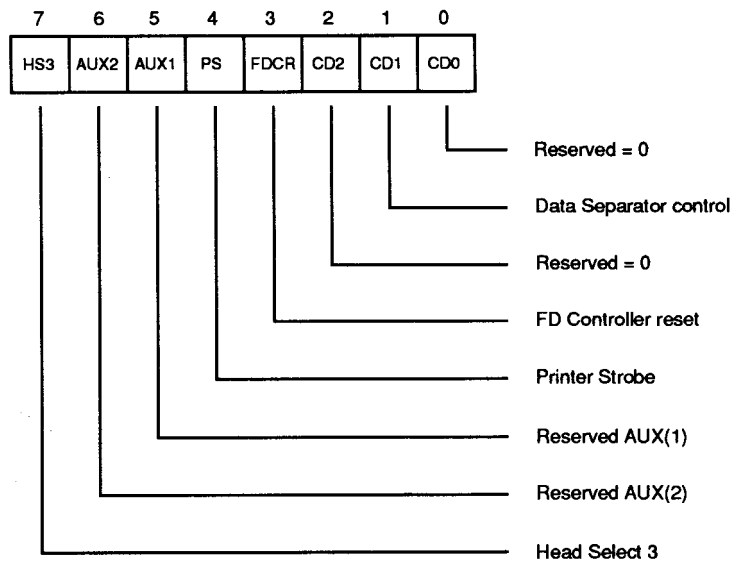 7 6 5 4 3 2 1 0
HS3 AUX2 AUX1 PS FDCR CD2 CD1 CD0
Reserved = 0
Data Separator control
Reserved = 0
FD Controller reset
Printer Strobe
Reserved AUX(1)
Reserved AUX(2)
Head Select 3